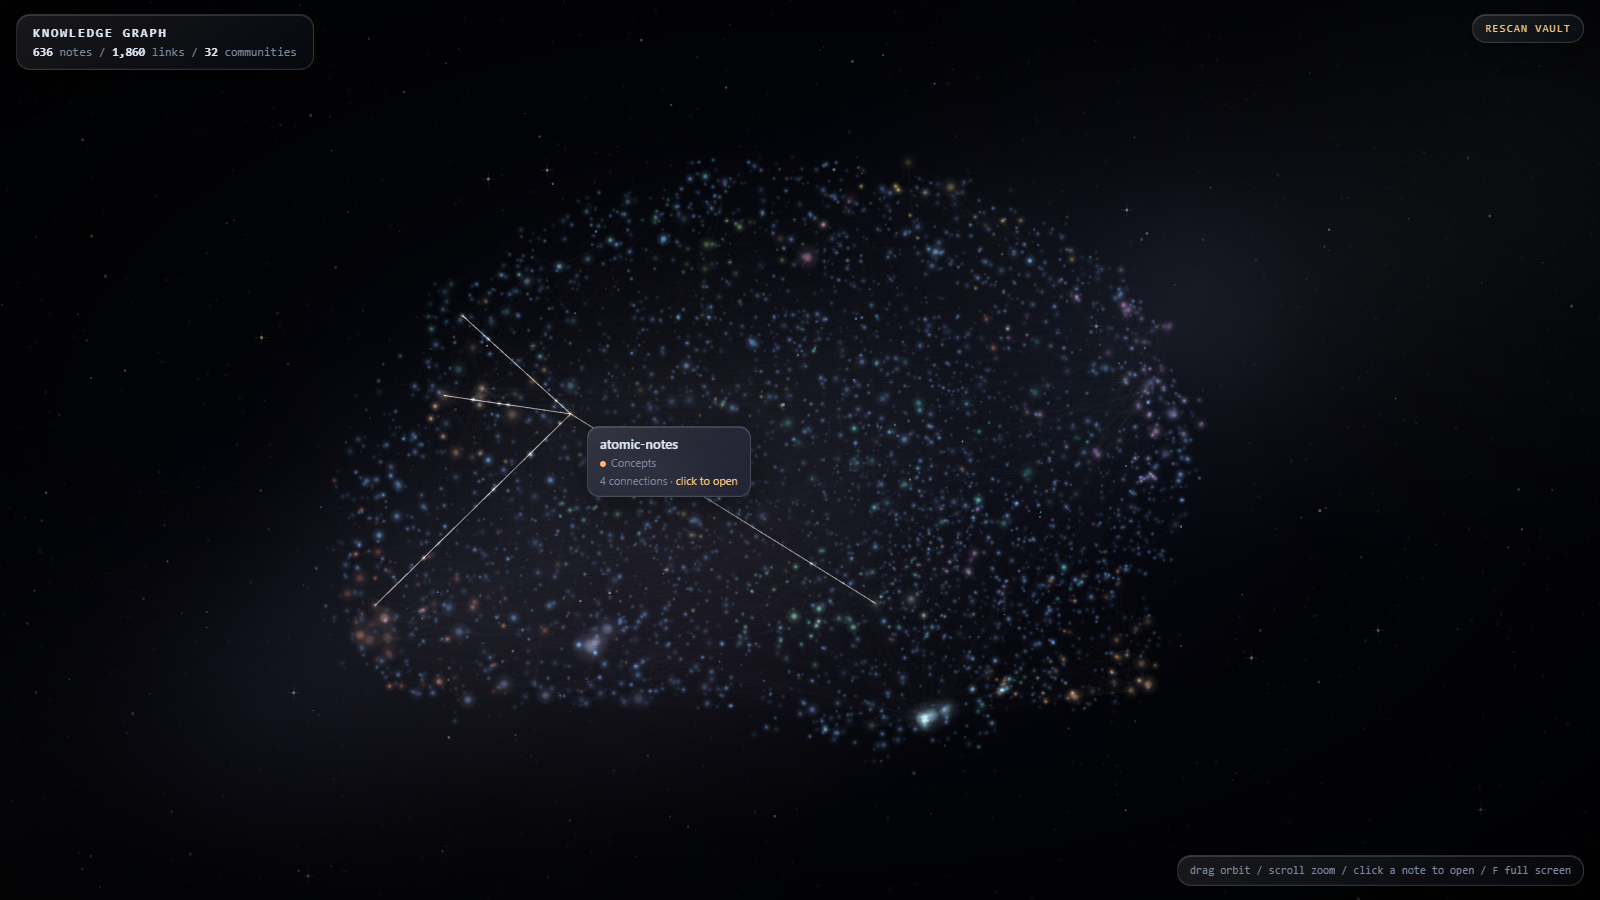 KNOWLEDGE GRAPH
636 notes / 1,860 links / 32 communities
RESCAN VAULT
atomic-notes
Concepts
4 connections · click to open
drag orbit / scroll zoom / click a note to open / F full screen